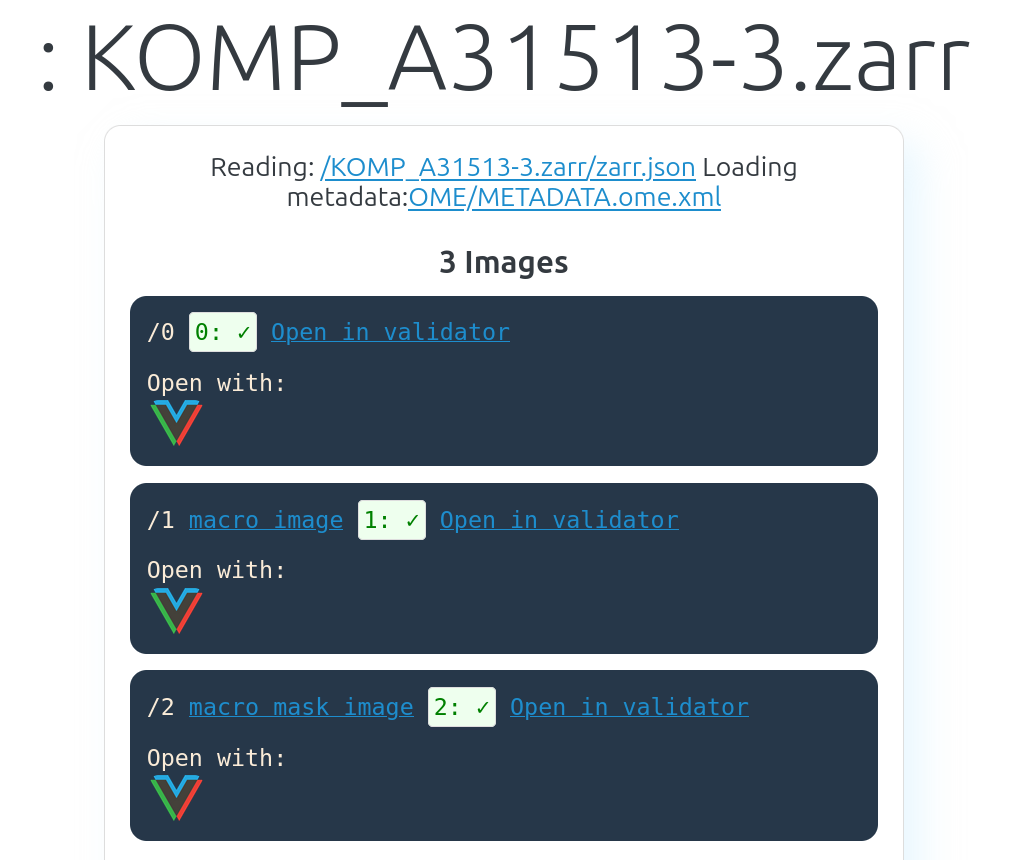 : KOMP_A31513-3.zarr
Reading: /KOMP_A31513-3.zarr/zarr.json Loading
metadata:OME/METADATA.ome.xml
3 Images
/0 0: ✓ Open in validator
Open with:
/1 macro image 1: ✓ Open in validator
Open with:
/2 macro mask image 2: ✓ Open in validator
Open with: